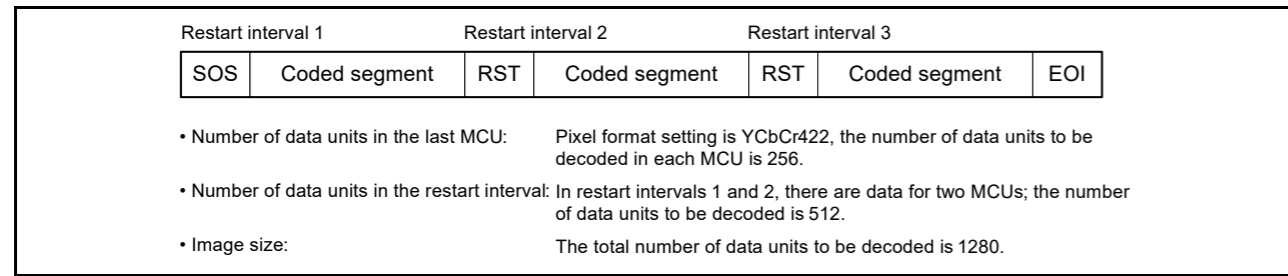 Restart interval 1 Restart interval 2 Restart interval 3
SOS Coded segment RST Coded segment RST Coded segment EOI
• Number of data units in the last MCU: Pixel format setting is YCbCr422, the number of data units to be
decoded in each MCU is 256.
• Number of data units in the restart interval: In restart intervals 1 and 2, there are data for two MCUs; the number
of data units to be decoded is 512.
• Image size: The total number of data units to be decoded is 1280.